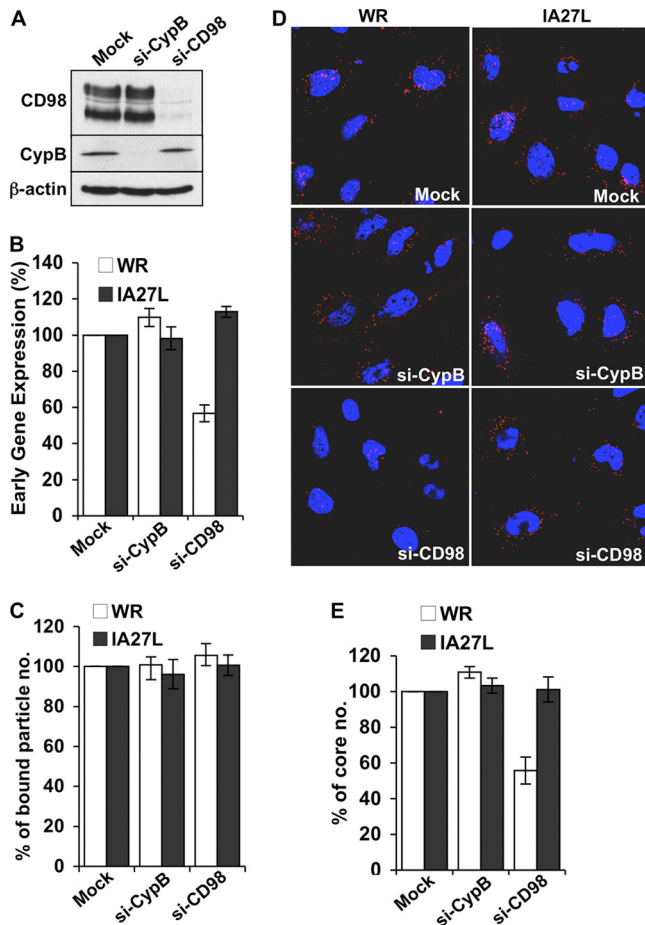 A
Mock
si-CypB
si-CD98
CD98
CypB
β-actin
B
Early Gene Expression (%)
140
120
100
80
60
40
20
0
WR
IA27L
Mock
si-CypB
si-CD98
C
% of bound particle no.
120
100
80
60
40
20
0
WR
IA27L
Mock
si-CypB
si-CD98
D
WR
IA27L
Mock
Mock
si-CypB
si-CypB
si-CD98
si-CD98
E
WR
IA27L
% of core no.
120
100
80
60
40
20
0
Mock
si-CypB
si-CD98